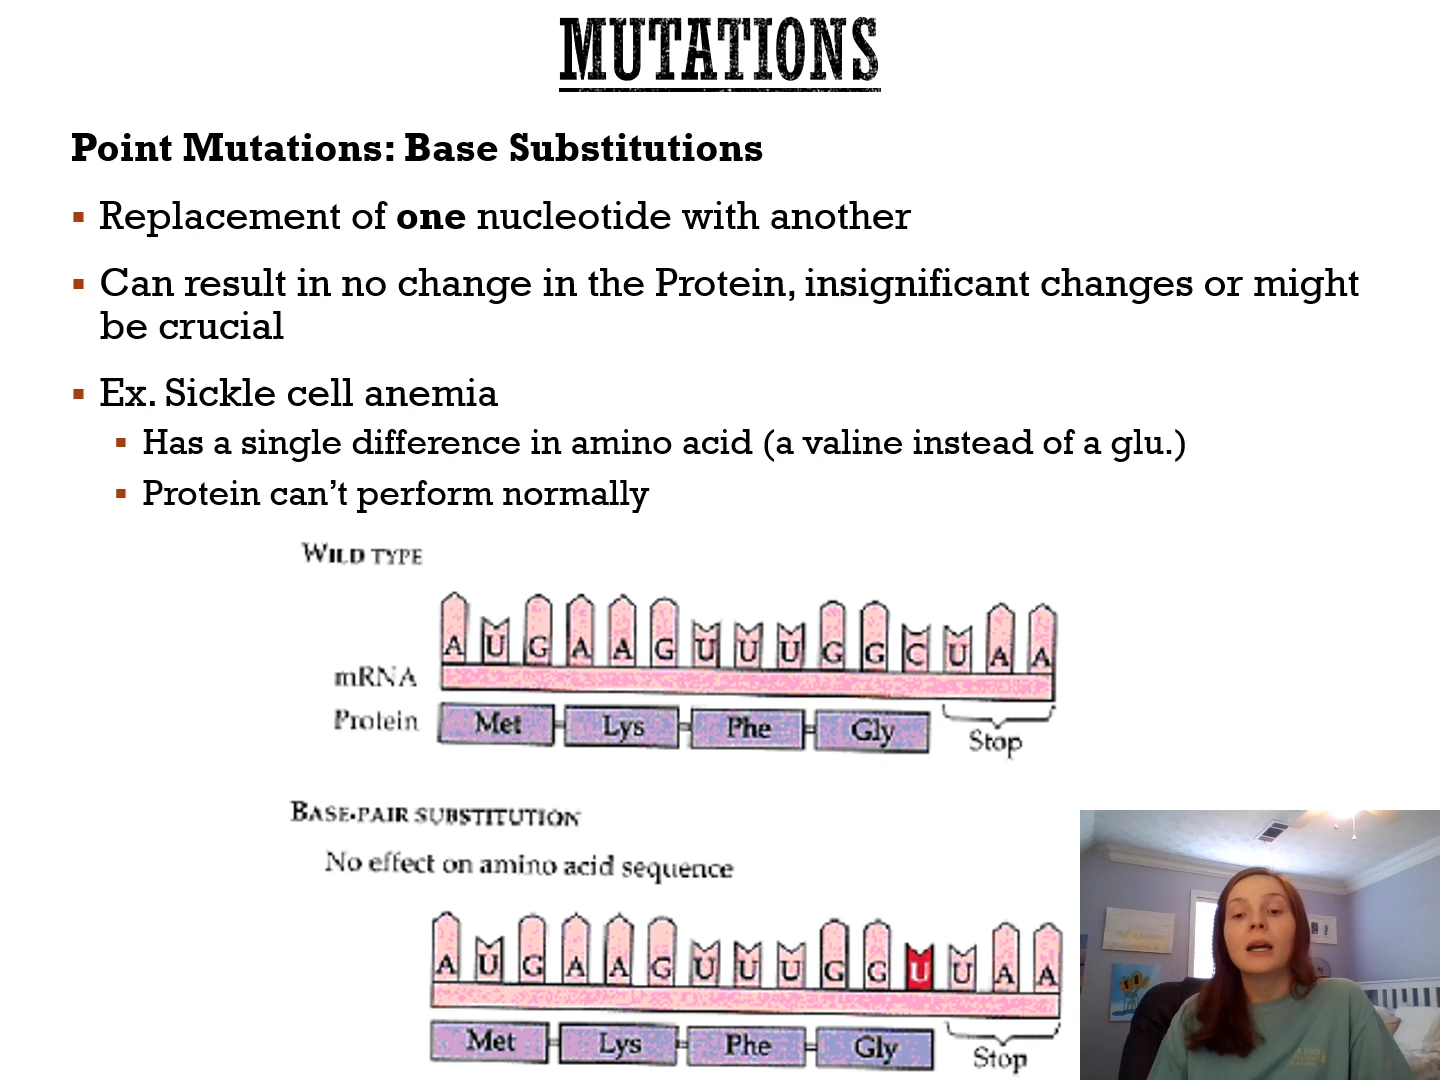 MUTATIONS
Point Mutations: Base Substitutions
Replacement of one nucleotide with another
Can result in no change in the Protein, insignificant changes or might
be crucial
Ex. Sickle cell anemia
Has a single difference in amino acid (a valine instead of a glu.)
Protein can't perform normally
WILD TYPE
A U G A A G U U U G G C U A A
mRNA
Protein
Met Lys Phe Gly Stop
BASE-PAIR SUBSTITUTION
No effect on amino acid sequence
A U G A A G U U U G G U U A A
Met Lys Phe Gly Stop